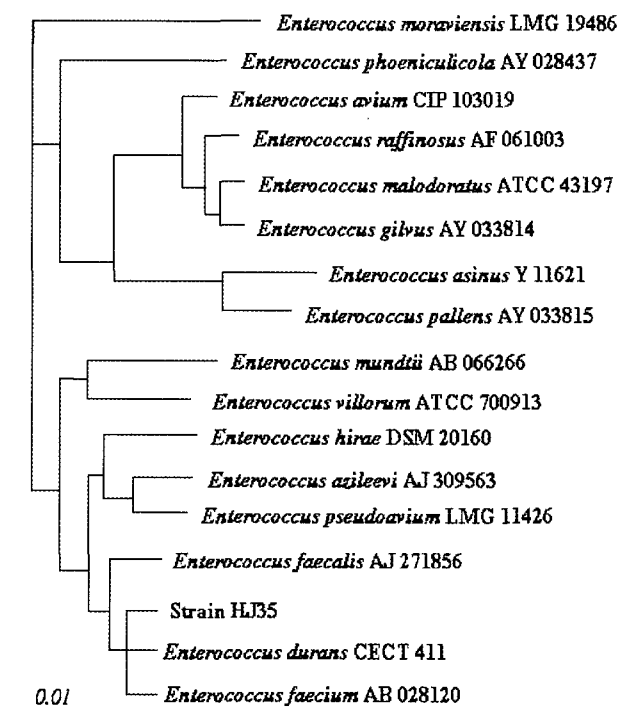 Enterococcus moraviensis LMG 19486
Enterococcus phoeniculicola AY 028437
Enterococcus avium CIP 103019
Enterococcus raffinosus AF 061003
Enterococcus malodoratus ATCC 43197
Enterococcus gilvus AY 033814
Enterococcus asinus Y 11621
Enterococcus pallens AY 033815
Enterococcus mundtii AB 066266
Enterococcus villorum ATCC 700913
Enterococcus hirae DSM 20160
Enterococcus azileevi AJ 309563
Enterococcus pseudoavium LMG 11426
Enterococcus faecalis AJ 271856
Strain HJ35
Enterococcus durans CECT 411
Enterococcus faecium AB 028120
0.01